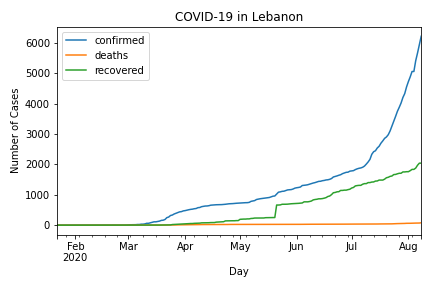 COVID-19 in Lebanon
confirmed
deaths
recovered
Number of Cases
6000
5000
4000
3000
2000
1000
0
Feb Mar Apr May Jun Jul Aug
2020
Day